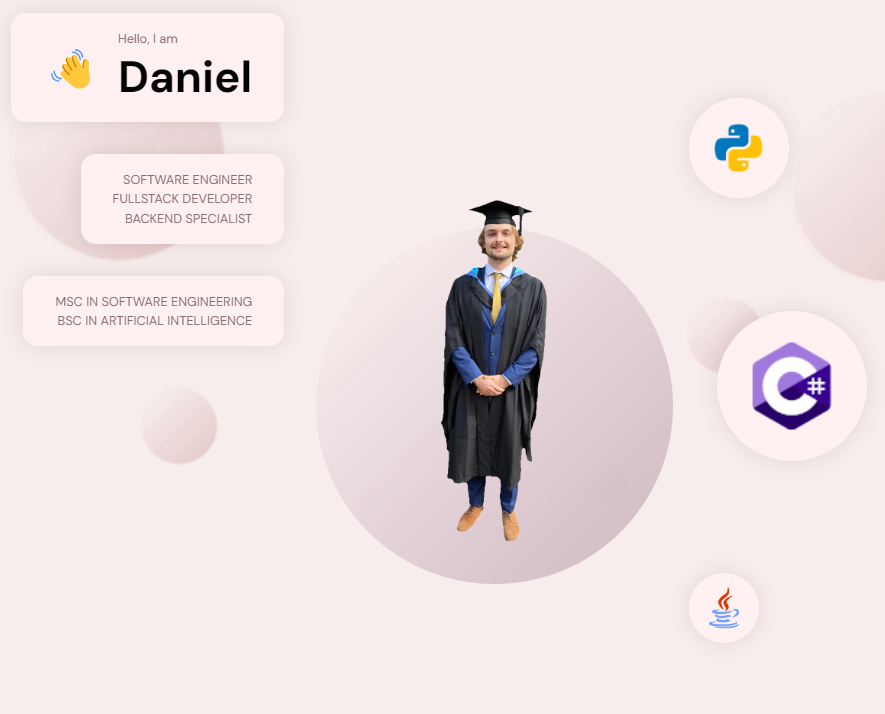 Hello, I am
Daniel
SOFTWARE ENGINEER
FULLSTACK DEVELOPER
BACKEND SPECIALIST
MSC IN SOFTWARE ENGINEERING
BSC IN ARTIFICIAL INTELLIGENCE
C#